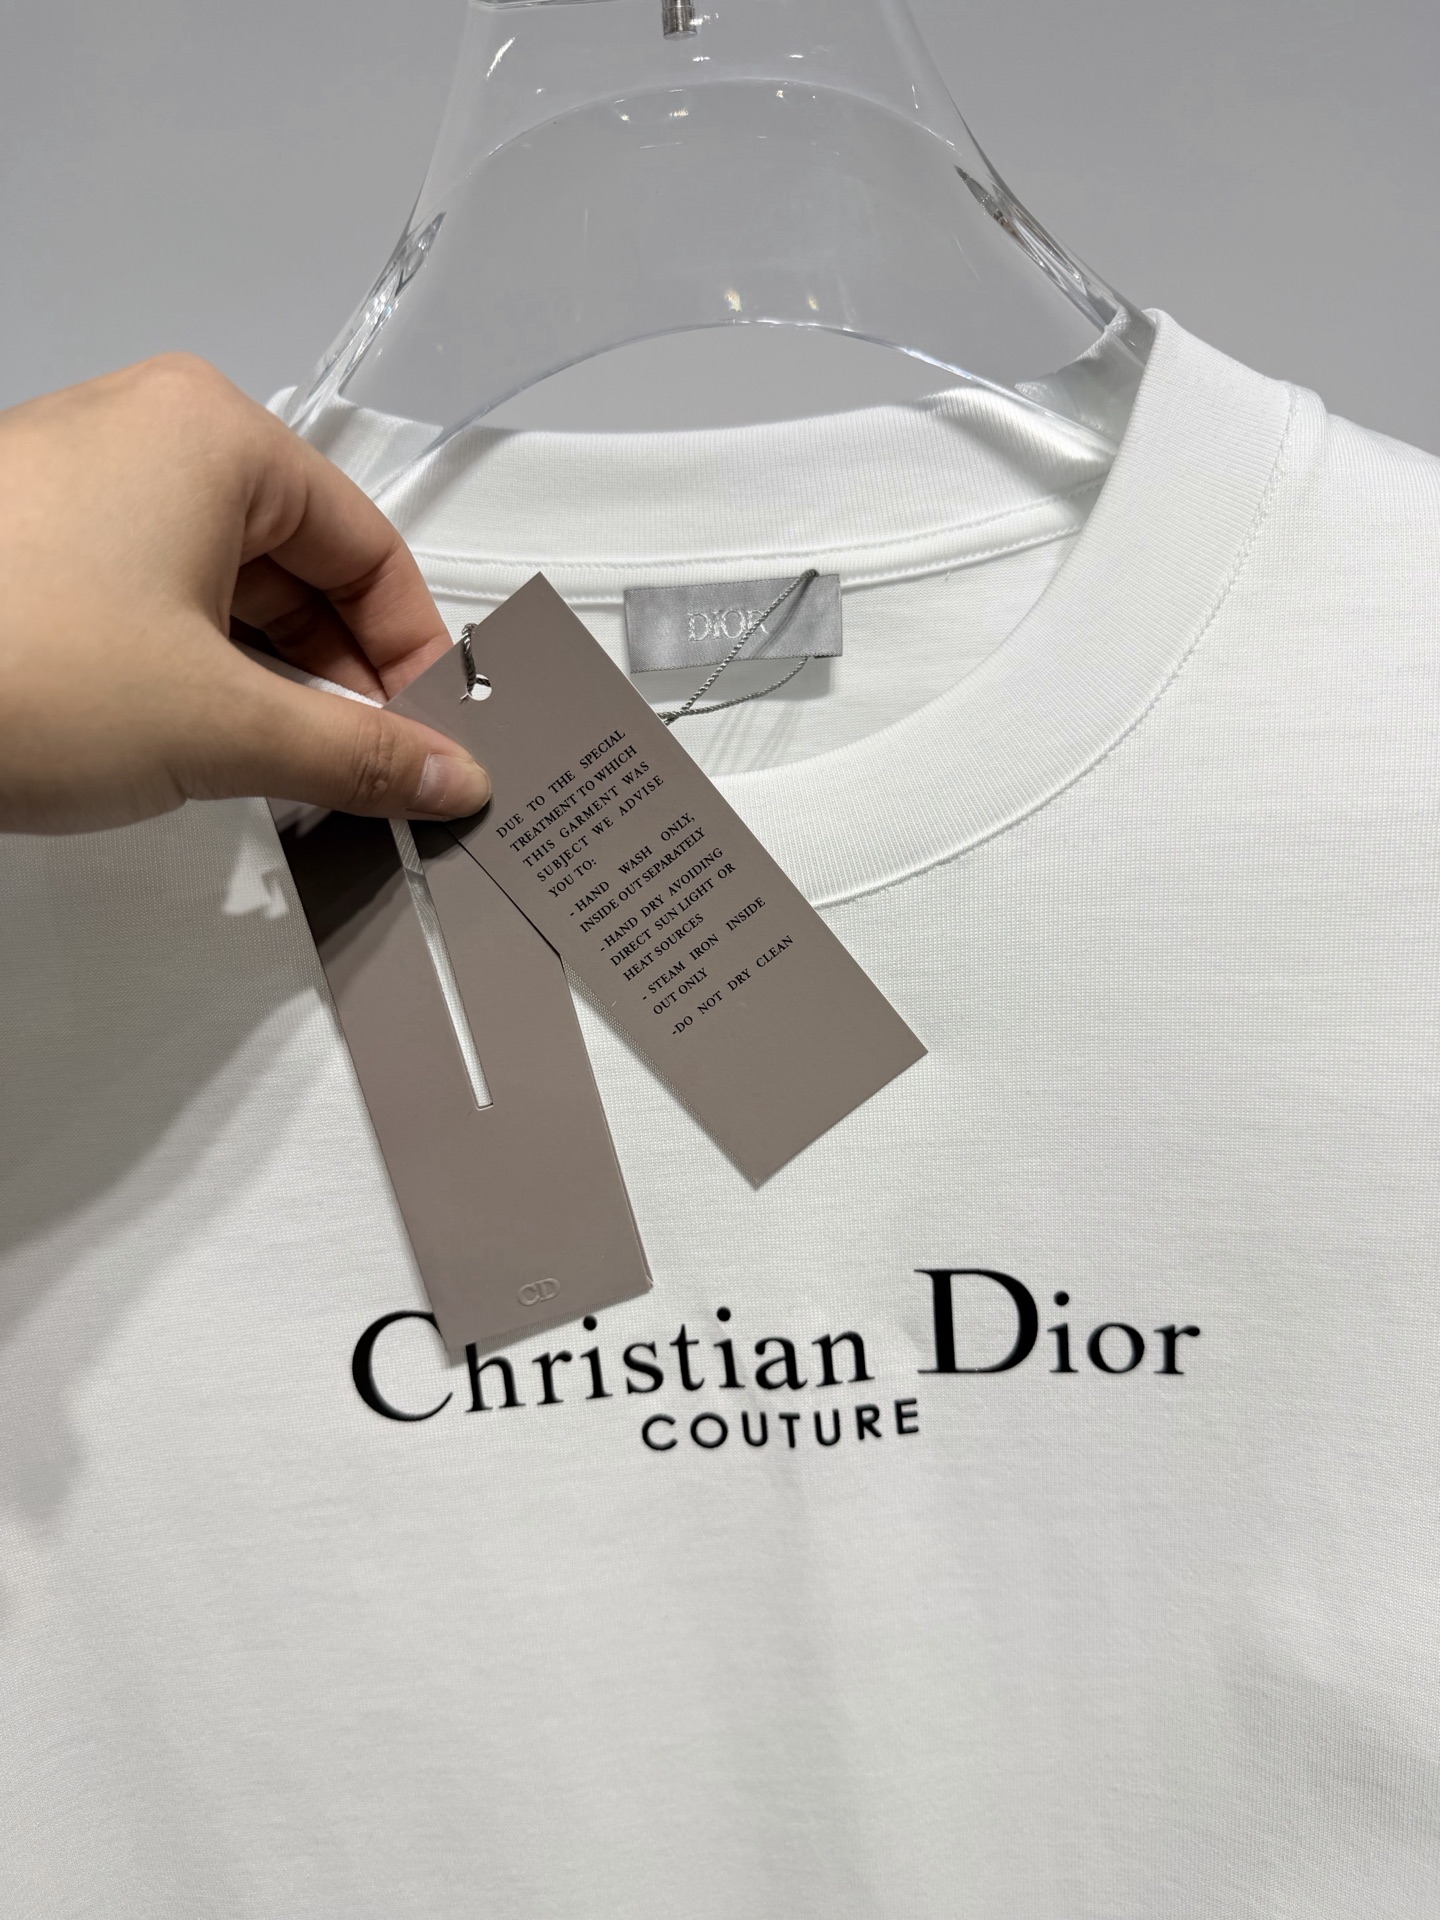 DIOR
DUE TO THE SPECIAL
TREATMENT TO WHICH
THIS GARMENT WAS
SUBJECT WE ADVISE
YOU TO:
- HAND WASH ONLY,
INSIDE OUT SEPARATELY
-HAND DRY AVOIDING
DIRECT SUN LIGHT OR
HEAT SOURCES
- STEAM IRON INSIDE
OUT ONLY
-DO NOT DRY CLEAN
CD
Christian Dior
COUTURE